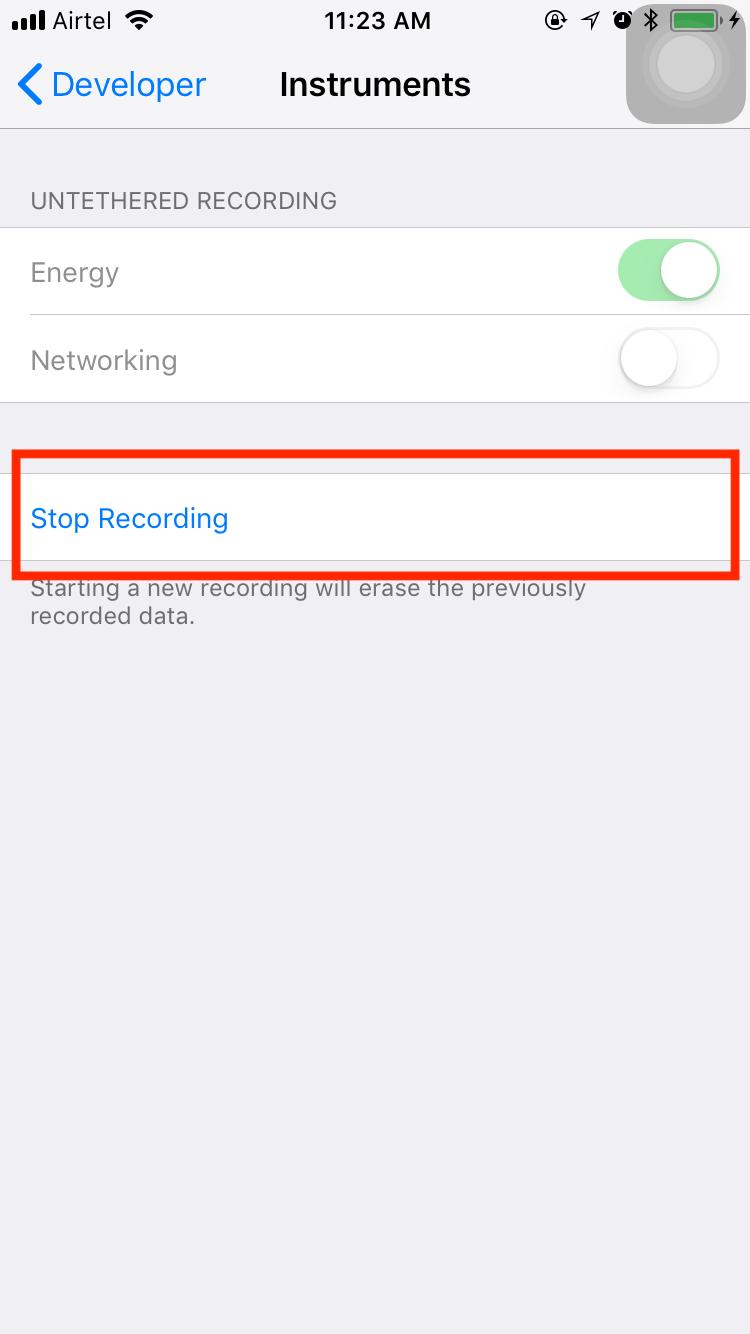 Airtel 11:23 AM
Developer Instruments
UNTETHERED RECORDING
Energy
Networking
Stop Recording
Starting a new recording will erase the previously
recorded data.